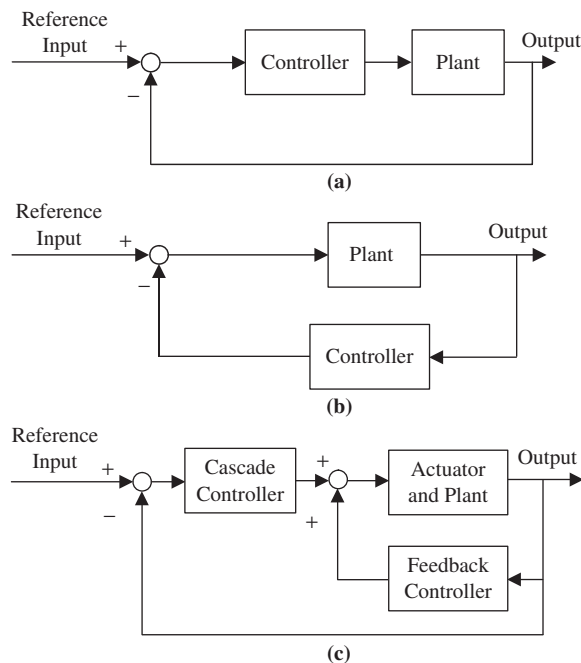 Reference
Input
+
−
Controller
Plant
Output
(a)
Reference
Input
+
−
Plant
Output
Controller
(b)
Reference
Input
+
−
Cascade
Controller
+
+
Actuator
and Plant
Output
Feedback
Controller
(c)